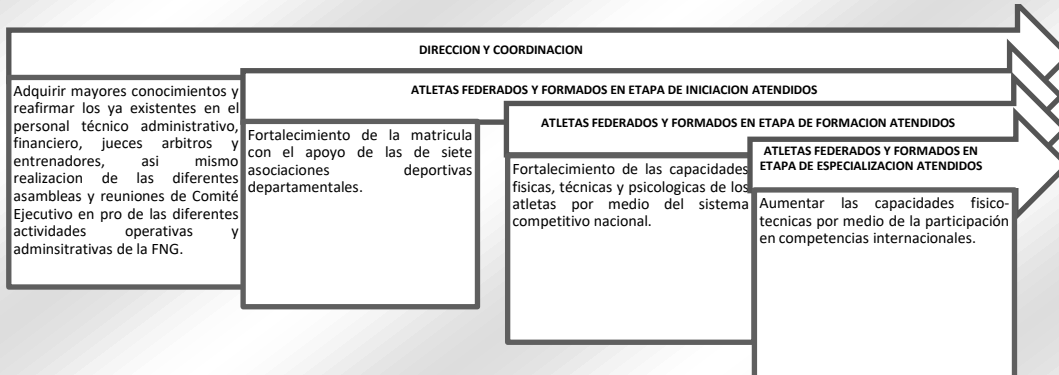 DIRECCION Y COORDINACION
Adquirir mayores conocimientos y
reafirmar los ya existentes en el
personal técnico administrativo,
financiero, jueces arbitros y
entrenadores, asi mismo
realizacion de las diferentes
asambleas y reuniones de Comité
Ejecutivo en pro de las diferentes
actividades operativas y
adminsitrativas de la FNG.
ATLETAS FEDERADOS Y FORMADOS EN ETAPA DE INICIACION ATENDIDOS
Fortalecimiento de la matricula
con el apoyo de las de siete
asociaciones deportivas
departamentales.
ATLETAS FEDERADOS Y FORMADOS EN ETAPA DE FORMACION ATENDIDOS
Fortalecimiento de las capacidades
fisicas, técnicas y psicologicas de los
atletas por medio del sistema
competitivo nacional.
ATLETAS FEDERADOS Y FORMADOS EN
ETAPA DE ESPECIALIZACION ATENDIDOS
Aumentar las capacidades fisico-
tecnicas por medio de la participación
en competencias internacionales.